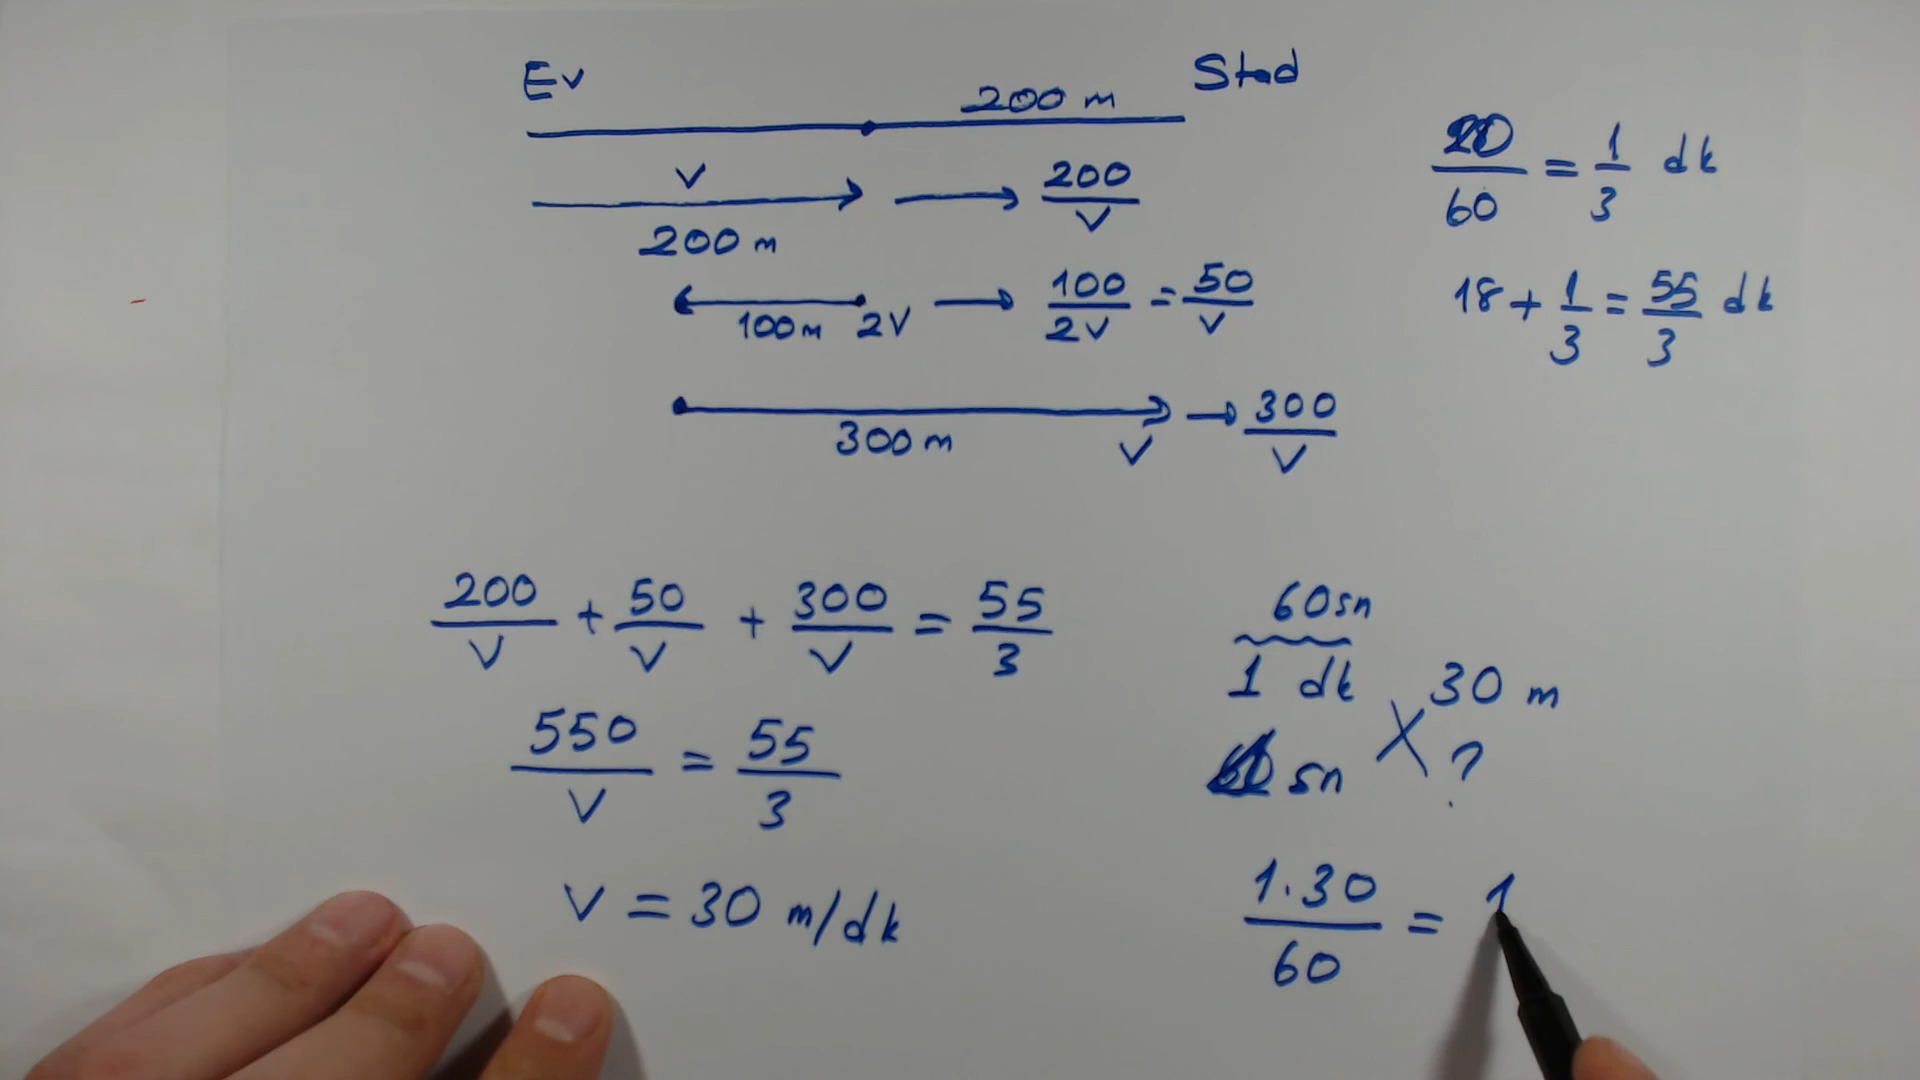 Ev 200 m Stad
V
200 m
200/V
100m 2V
100/2V = 50/V
300m V
300/V
20/60 = 1/3 dk
18 + 1/3 = 55/3 dk
200/V + 50/V + 300/V = 55/3
550/V = 55/3
V = 30 m/dk
60sn
1 dk 30 m
sn ?
1.30/60 = 1